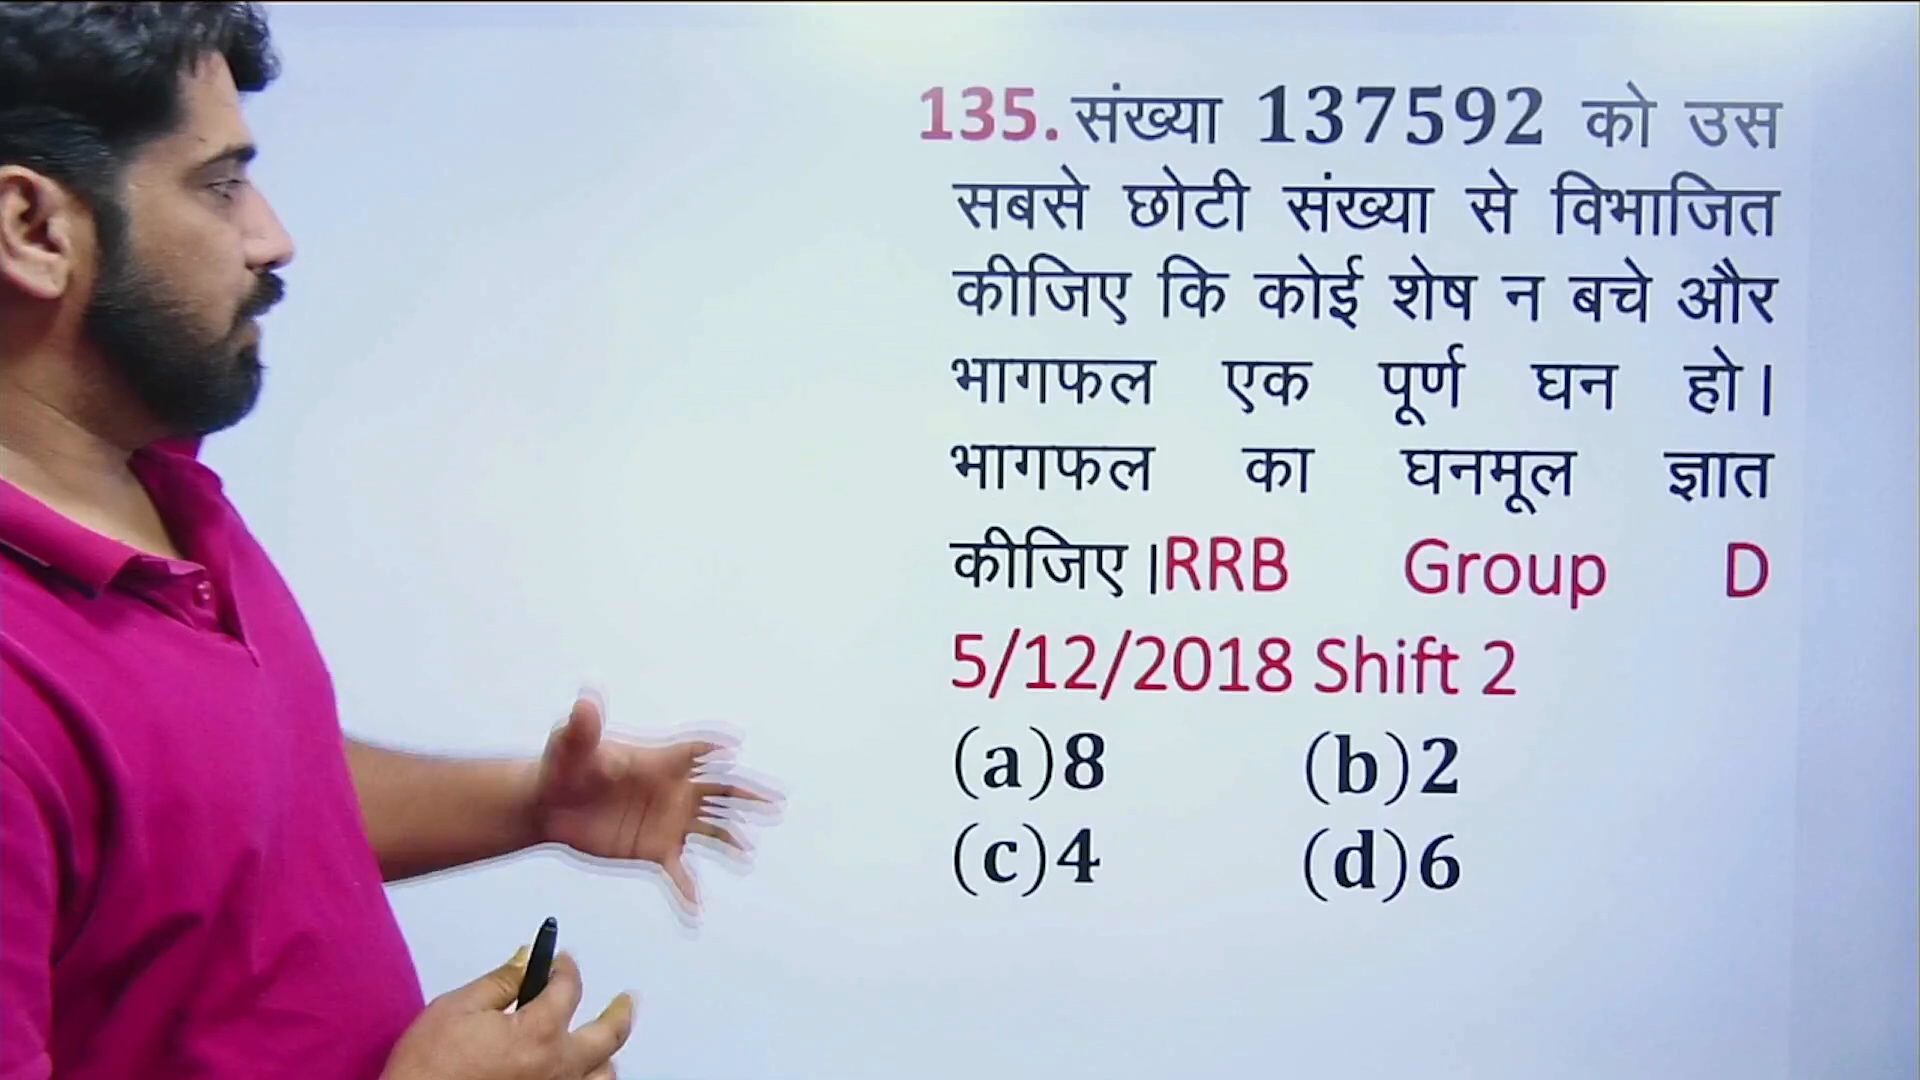 135. संख्या 137592 को उस
सबसे छोटी संख्या से विभाजित
कीजिए कि कोई शेष न बचे और
भागफल एक पूर्ण घन हो।
भागफल का घनमूल ज्ञात
कीजिए।RRB Group D
5/12/2018 Shift 2
(a)8 (b)2
(c)4 (d)6